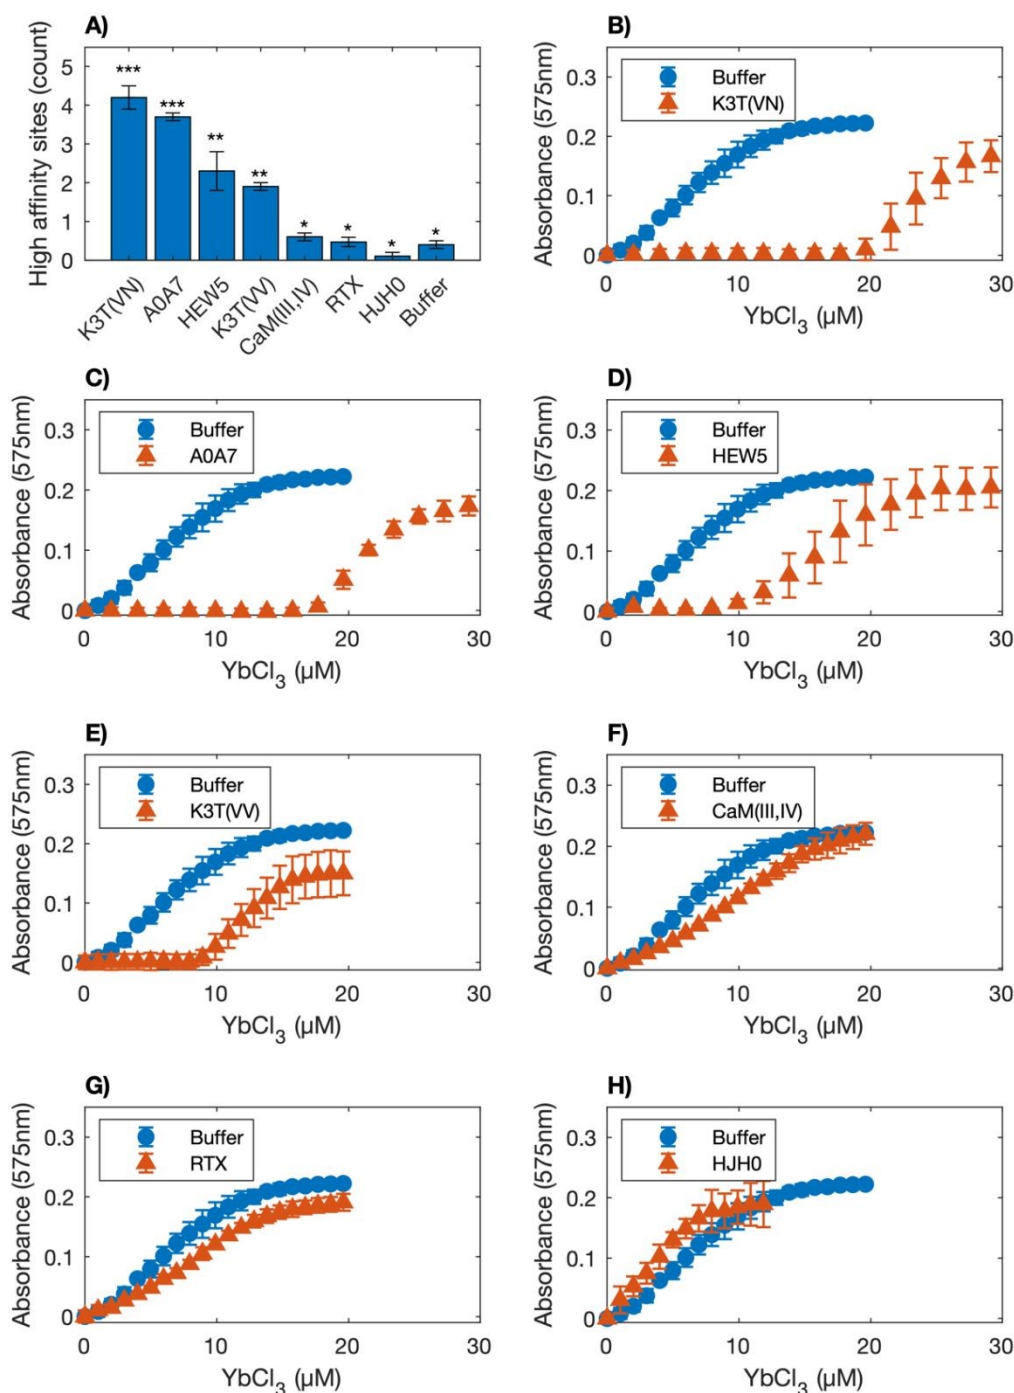 A)
High affinity sites (count)
5
4
3
2
1
0
***
***
**
**
*
*
*
*
K3T(VN)
A0A7
HEW5
K3T(VV)
CaM(III,IV)
RTX
HJH0
Buffer
B)
Absorbance (575nm)
0.3
0.2
0.1
0
Buffer
K3T(VN)
0 10 20 30
YbCl₃ (µM)
C)
Absorbance (575nm)
0.3
0.2
0.1
0
Buffer
A0A7
0 10 20 30
YbCl₃ (µM)
D)
Absorbance (575nm)
0.3
0.2
0.1
0
Buffer
HEW5
0 10 20 30
YbCl₃ (µM)
E)
Absorbance (575nm)
0.3
0.2
0.1
0
Buffer
K3T(VV)
0 10 20 30
YbCl₃ (µM)
F)
Absorbance (575nm)
0.3
0.2
0.1
0
Buffer
CaM(III,IV)
0 10 20 30
YbCl₃ (µM)
G)
Absorbance (575nm)
0.3
0.2
0.1
0
Buffer
RTX
0 10 20 30
YbCl₃ (µM)
H)
Absorbance (575nm)
0.3
0.2
0.1
0
Buffer
HJH0
0 10 20 30
YbCl₃ (µM)